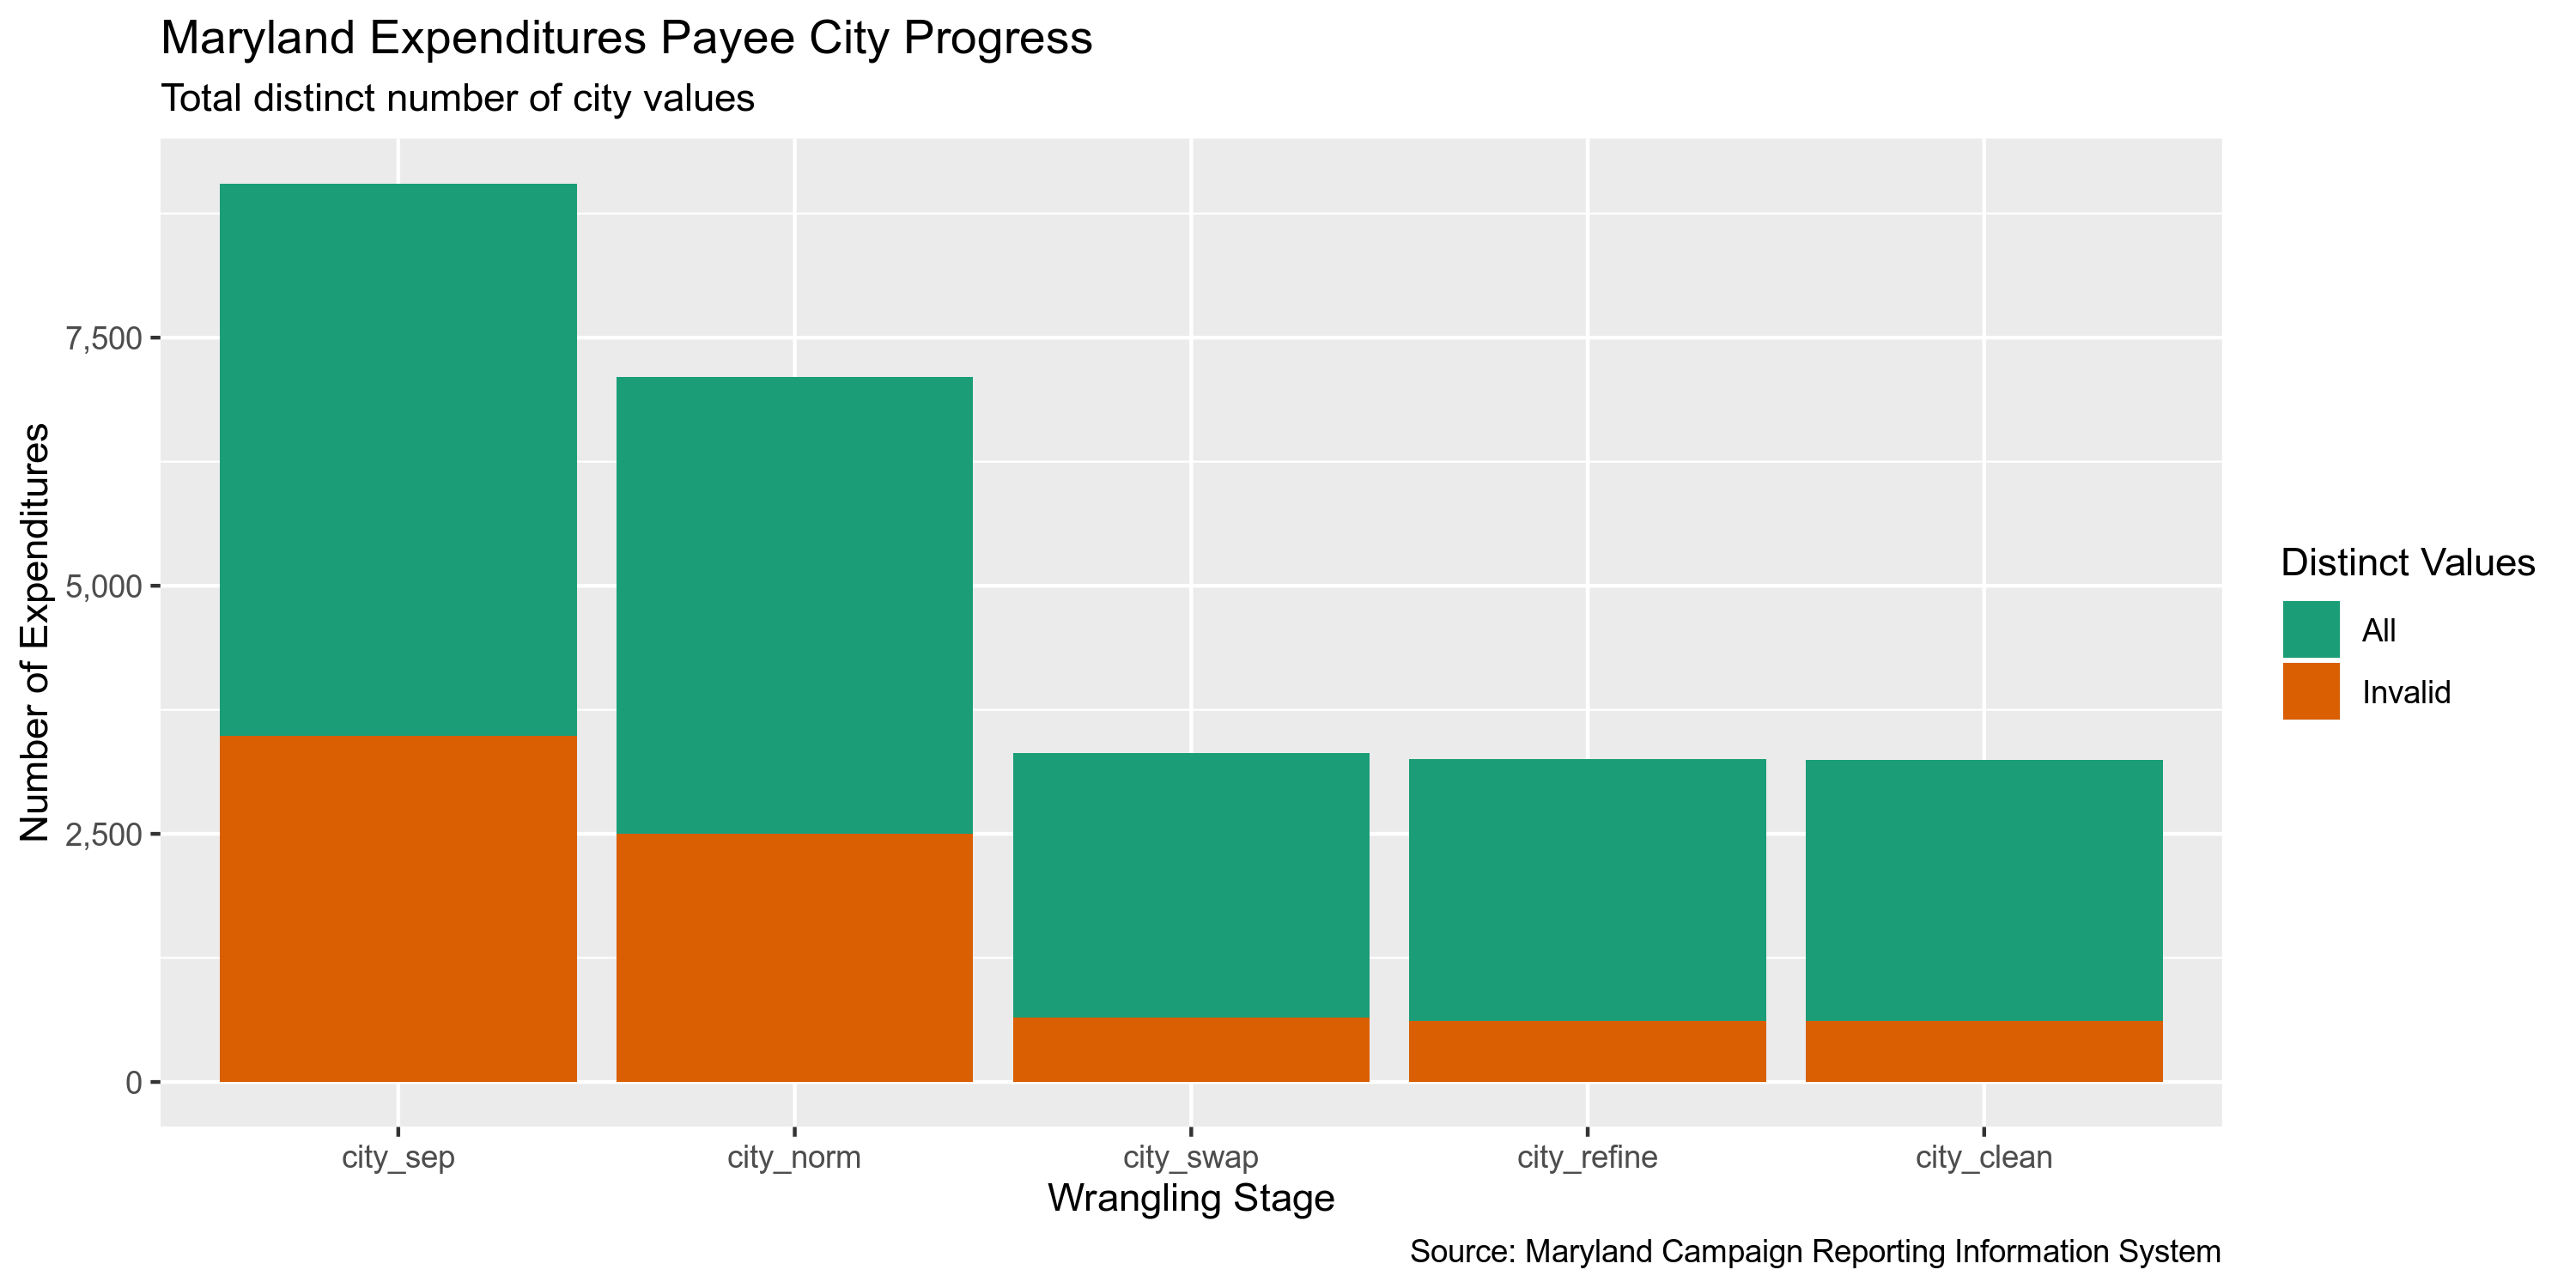 Maryland Expenditures Payee City Progress
Total distinct number of city values
Number of Expenditures
7,500
5,000
2,500
0
city_sep
city_norm
city_swap
city_refine
city_clean
Wrangling Stage
Distinct Values
All
Invalid
Source: Maryland Campaign Reporting Information System